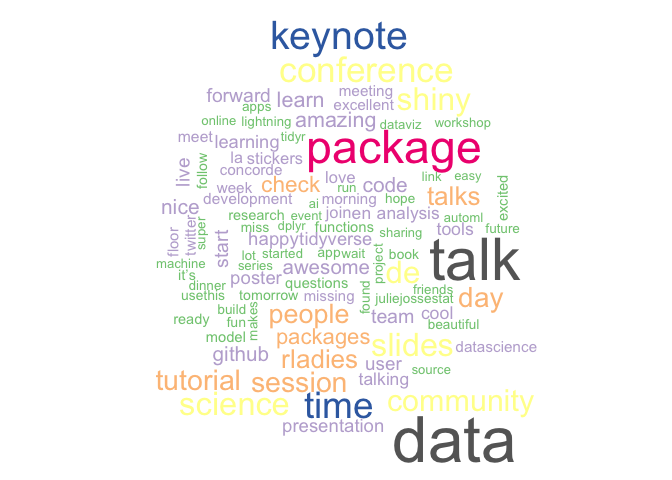 keynote
conference
meeting
forward learn excellent shiny
apps
online lightning amazing dataviz workshop
meet learning tidyr package
la stickers
concorde
live follow week check love run code link easy talks excited
development ai morning hope
nice research event joinen analysis automl
twitter super floor start miss dplyr functions sharing tools future
happy tidyverse
lot started app wait project book talk
machine series awesome de
it's poster questions friends
dinner
usethis tomorrow missing found juliejossestat day
build makes people team cool
ready fun beautiful
model packages slides datascience
github rladies user source
tutorial session talking
science time community
presentation data